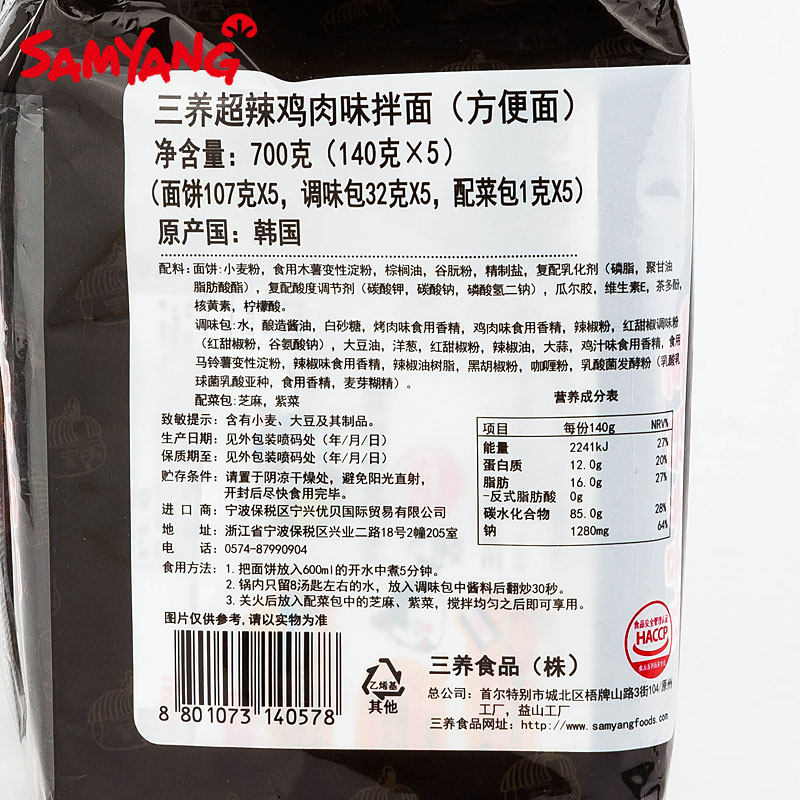 SAMYANG
三养超辣鸡肉味拌面（方便面）
净含量：700克（140克×5）
（面饼107克X5，调味包32克X5，配菜包1克X5）
原产国：韩国
配料：面饼:小麦粉，食用木薯变性淀粉，棕榈油，谷朊粉，精制盐，复配乳化剂（磷脂，聚甘油
脂肪酸酯），复配酸度调节剂（碳酸钾，碳酸钠，磷酸氢二钠），瓜尔胶，维生素E，茶多酚，
核黄素，柠檬酸。
调味包:水，酿造酱油，白砂糖，烤肉味食用香精，鸡肉味食用香精，辣椒粉，红甜椒调味粉
（红甜椒粉，谷氨酸钠），大豆油，洋葱，红甜椒粉，辣椒油，大蒜，鸡汁味食用香精，食用
马铃薯变性淀粉，辣椒味食用香精，辣椒油树脂，黑胡椒粉，咖喱粉，乳酸菌发酵粉（乳酸乳
球菌乳酸亚种，食用香精，麦芽糊精）。
配菜包:芝麻，紫菜
致敏提示：含有小麦、大豆及其制品。
生产日期：见外包装喷码处（年/月/日）
保质期至：见外包装喷码处（年/月/日）
贮存条件：请置于阴凉干燥处，避免阳光直射，
开封后尽快食用完毕。
进口商：宁波保税区宁兴优贝国际贸易有限公司
地址：浙江省宁波保税区兴业二路18号2幢205室
电话：0574-87990904
营养成分表
项目 每份140g NRV%
能量 2241kJ 27%
蛋白质 12.0g 20%
脂肪 16.0g 27%
-反式脂肪酸 0g
碳水化合物 85.0g 28%
钠 1280mg 64%
食用方法：1.把面饼放入600ml的开水中煮5分钟。
2.锅内只留8汤匙左右的水，放入调味包中酱料后翻炒30秒。
3.关火后放入配菜包中的芝麻、紫菜，搅拌均匀之后即可享用。
图片仅供参考，请以实物为准
8 801073 140578
乙烯基
其他
HACCP
三养食品（株）
总公司：首尔特别市城北区梧牌山路3街104/原州
工厂，益山工厂
三养食品网址：http://www.samyangfoods.com